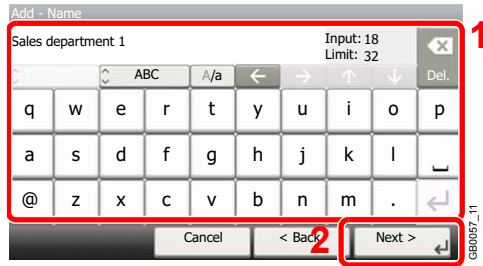 Add - Name
Sales department 1
Input: 18
Limit: 32
1
ABC A/a ← → ↑ ↓ Del.
q w e r t y u i o p
a s d f g h j k l
@ z x c v b n m .
Cancel < Back 2 Next >
GB0057_11